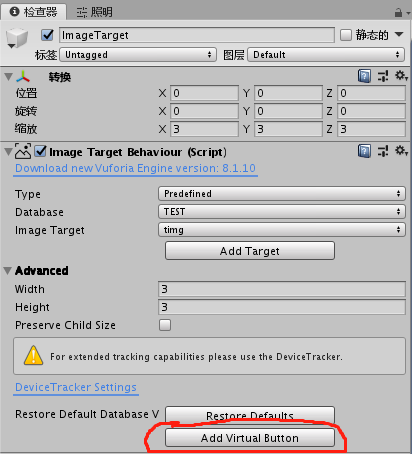 检查器 照明
ImageTarget 静态的
标签 Untagged 图层 Default
转换
位置 X 0 Y 0 Z 0
旋转 X 0 Y 0 Z 0
缩放 X 3 Y 3 Z 3
Image Target Behaviour (Script)
Download new Vuforia Engine version: 8.1.10
Type Predefined
Database TEST
Image Target timg
Add Target
Advanced
Width 3
Height 3
Preserve Child Size
For extended tracking capabilities please use the DeviceTracker.
DeviceTracker Settings
Restore Default Database V Restore Defaults
Add Virtual Button